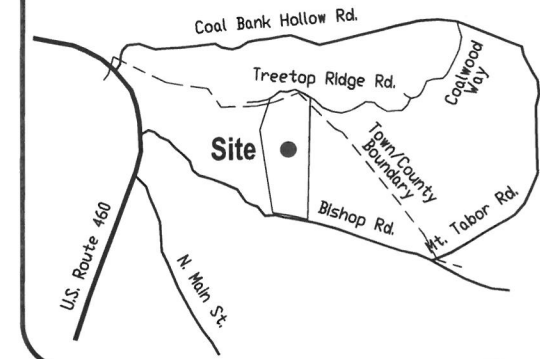 Coal Bank Hollow Rd.
Treetop Ridge Rd.
Coalwood
Way
Site
Town/County
Boundary
Bishop Rd.
Mt. Tabor Rd.
U.S. Route 460
N. Main St.